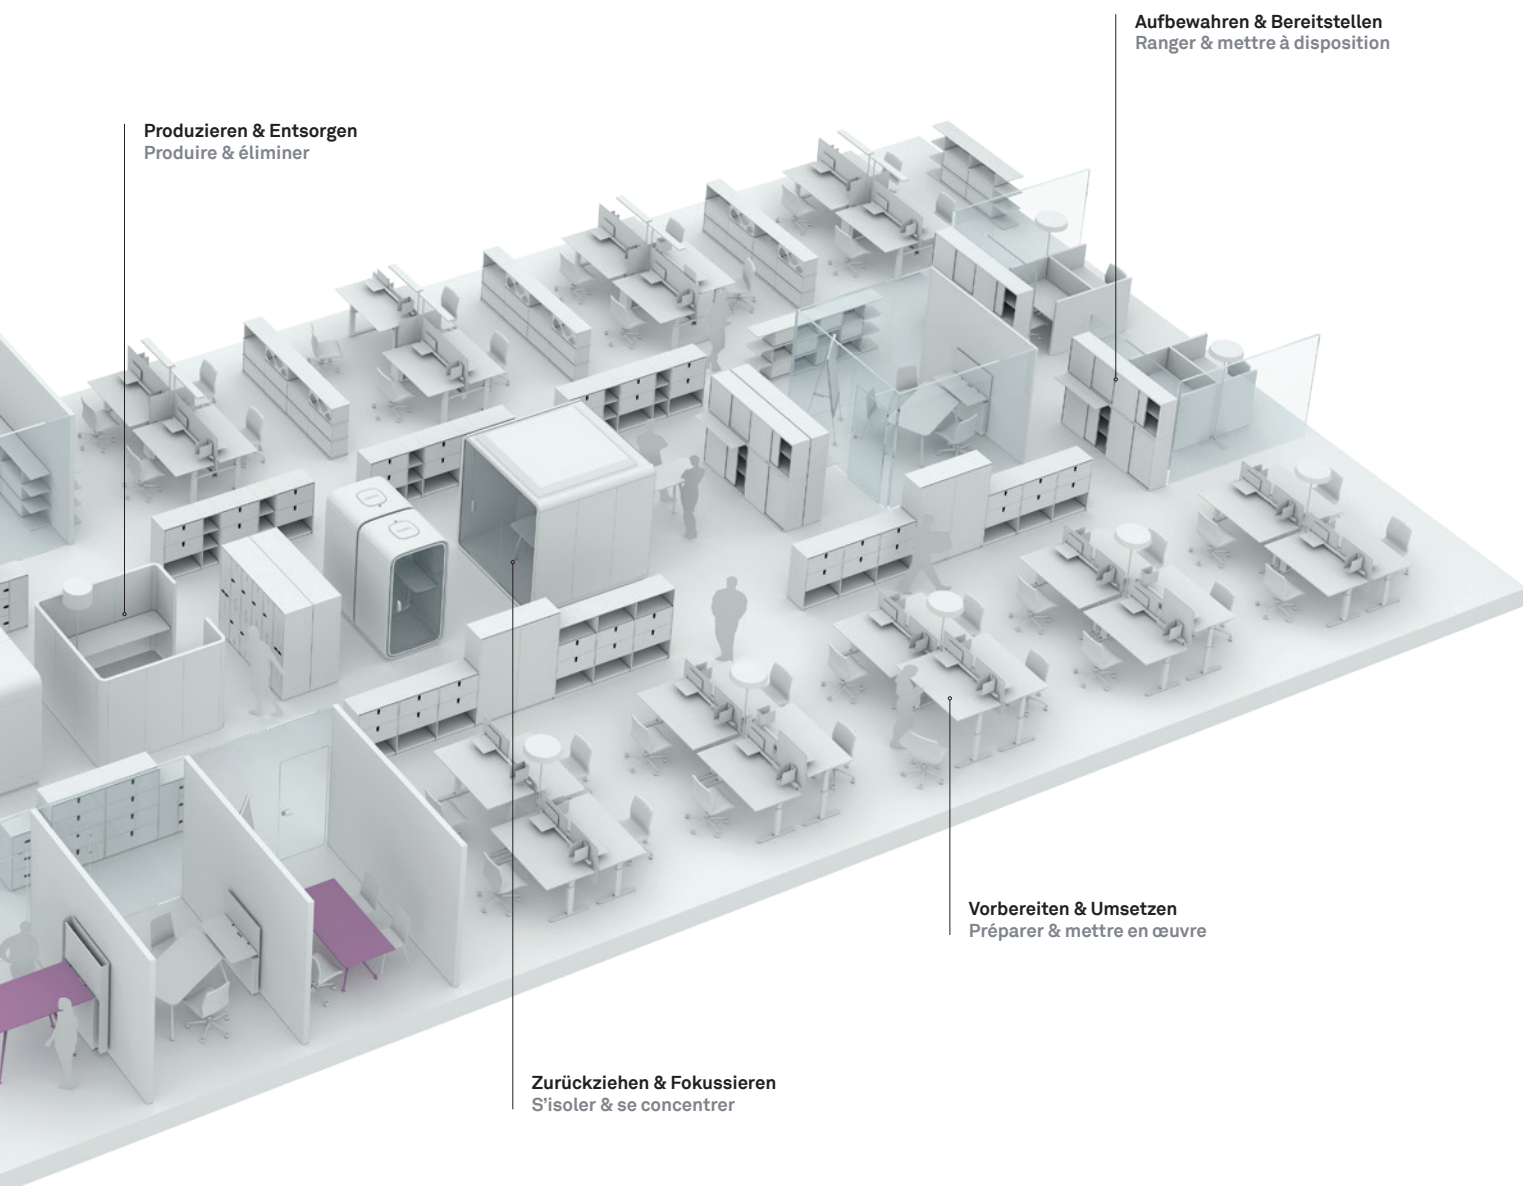 Aufbewahren & Bereitstellen
Ranger & mettre à disposition
Produzieren & Entsorgen
Produire & éliminer
Vorbereiten & Umsetzen
Préparer & mettre en œuvre
Zurückziehen & Fokussieren
S'isoler & se concentrer